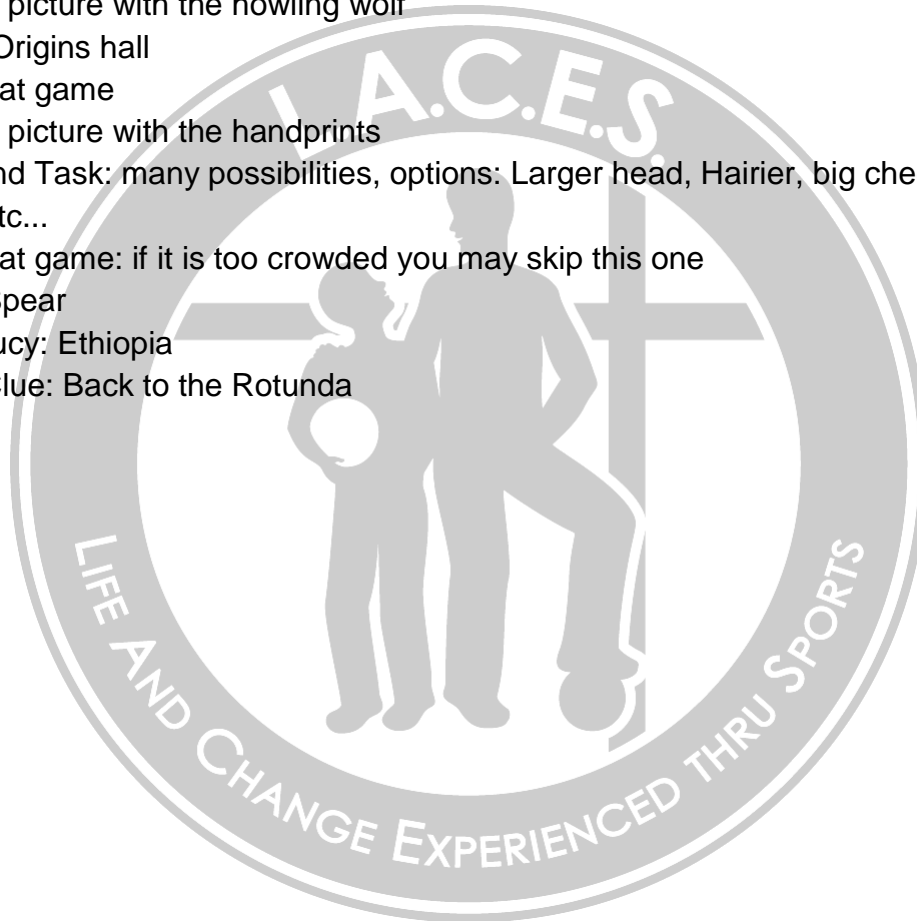 picture with the howling wolf
Origins hall
at game
picture with the handprints
nd Task: many possibilities, options: Larger head, Hairier, big che
tc...
at game: if it is too crowded you may skip this one
Spear
ucy: Ethiopia
Clue: Back to the Rotunda
L.A.C.E.S.
LIFE AND CHANGE EXPERIENCED THRU SPORTS